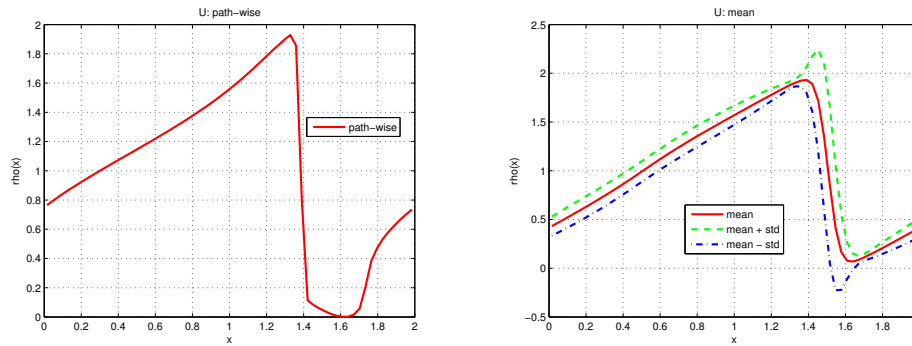 U: path-wise
2
1.8
1.6
1.4
1.2
1
0.8
0.6
0.4
0.2
0
rho(x)
path-wise
0 0.2 0.4 0.6 0.8 1 1.2 1.4 1.6 1.8 2
x
U: mean
2.5
2
1.5
1
0.5
0
−0.5
rho(x)
mean
mean + std
mean − std
0 0.2 0.4 0.6 0.8 1 1.2 1.4 1.6 1.8
x